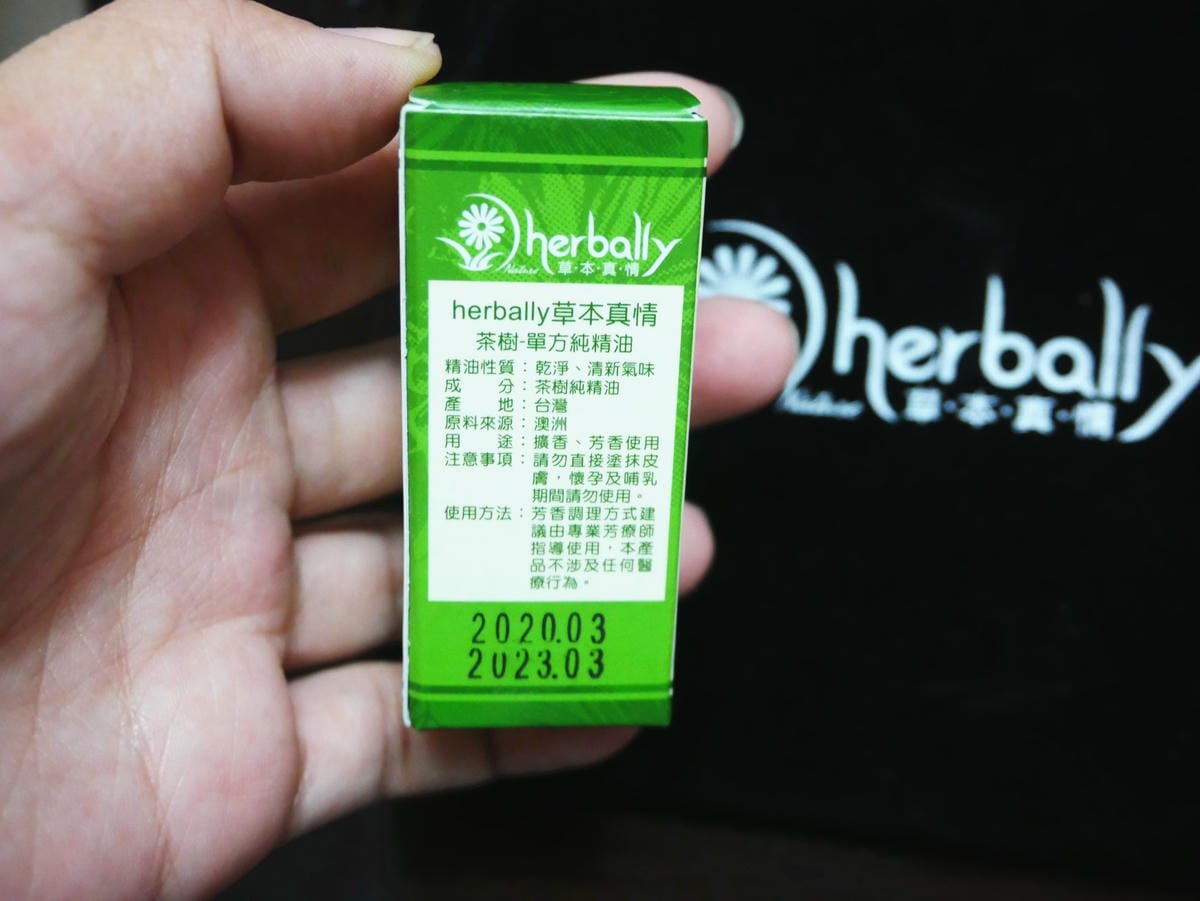 herbally
Nature 草·本·真·情
herbally草本真情
茶樹-單方純精油
精油性質：乾淨、清新氣味
成　　分：茶樹純精油
產　　地：台灣
原料來源：澳洲
用　　途：擴香、芳香使用
注意事項：請勿直接塗抹皮
膚，懷孕及哺乳
期間請勿使用。
使用方法：芳香調理方式建
議由專業芳療師
指導使用，本產
品不涉及任何醫
療行為。
2020.03
2023.03
herbally
Nature 草·本·真·情